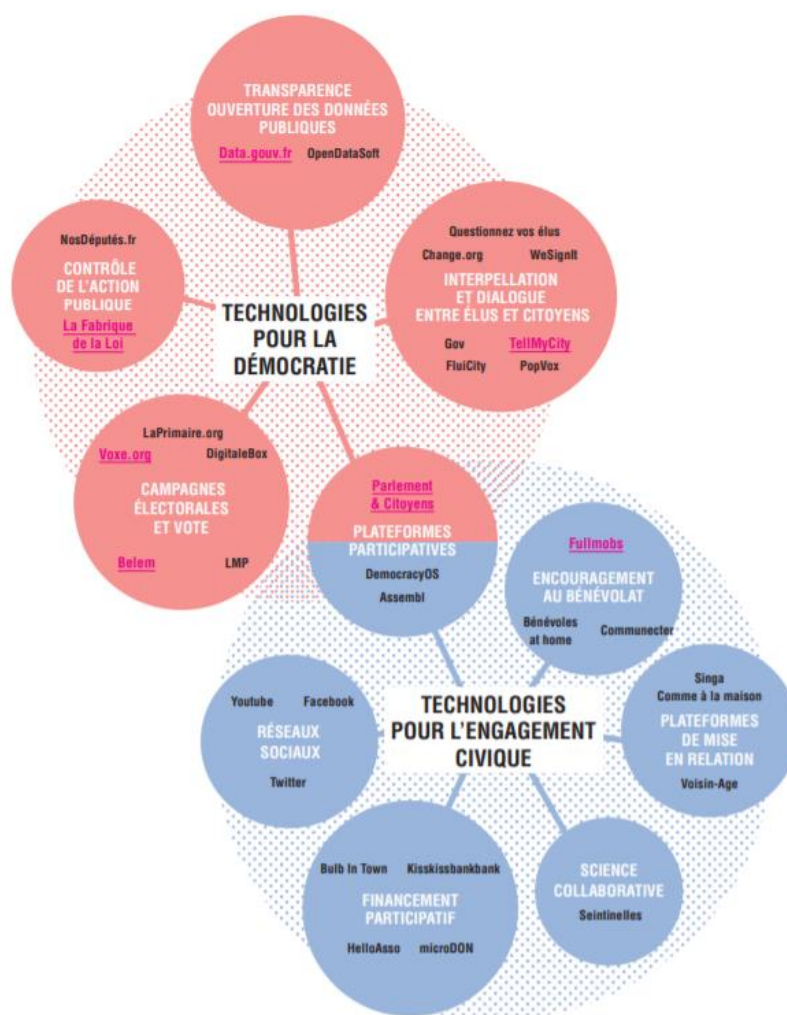 TRANSPARENCE
OUVERTURE DES DONNÉES
PUBLIQUES
Data.gouv.fr OpenDataSoft
NosDéputés.fr
CONTRÔLE
DE L'ACTION
PUBLIQUE
La Fabrique
de la Loi
TECHNOLOGIES
POUR LA
DÉMOCRATIE
Questionnez vos élus
Change.org WeSignIt
INTERPELLATION
ET DIALOGUE
ENTRE ÉLUS ET CITOYENS
Gov TellMyCity
FluiCity PopVox
LaPrimaire.org
Voxe.org DigitaleBox
CAMPAGNES
ÉLECTORALES
ET VOTE
Belem LMP
Parlement
& Citoyens
PLATEFORMES
PARTICIPATIVES
DemocracyOS
Assembl
Fullmobs
ENCOURAGEMENT
AU BÉNÉVOLAT
Bénévoles
at home
Communecter
Youtube Facebook
RÉSEAUX
SOCIAUX
Twitter
TECHNOLOGIES
POUR L'ENGAGEMENT
CIVIQUE
Singa
Comme à la maison
PLATEFORMES
DE MISE
EN RELATION
Voisin-Age
Bulb In Town Kisskissbankbank
FINANCEMENT
PARTICIPATIF
HelloAsso microDON
SCIENCE
COLLABORATIVE
Seintinelles